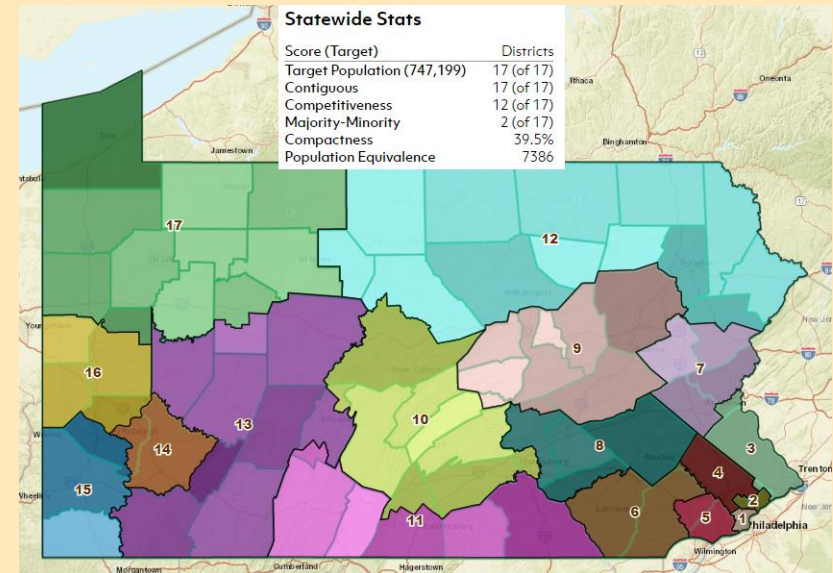 Statewide Stats
Score (Target) Districts
Target Population (747,199) 17 (of 17)
Contiguous 17 (of 17)
Competitiveness 12 (of 17)
Majority-Minority 2 (of 17)
Compactness 39.5%
Population Equivalence 7386
Ithaca
Oneonta
Jamestown
Binghamton
17
12
9
7
16
10
13
14
8
3
4
Trenton
15
2
6
5
1
Philadelphia
11
Wilmington
Morgantown
Cumberland
Hagerstown